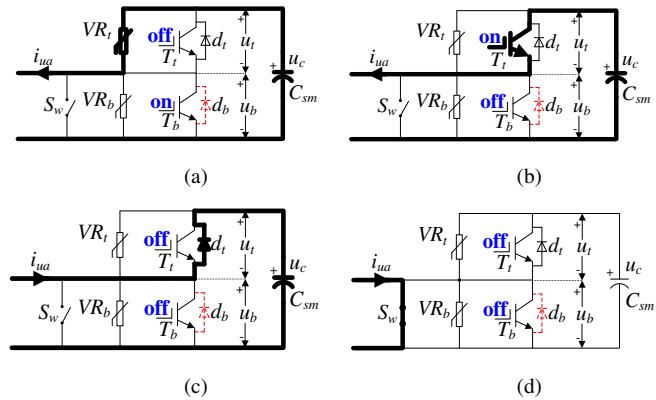 VR_t off T_t d_t u_t u_c
i_ua
S_w VR_b on T_b d_b u_b C_sm
(a)
VR_t on T_t d_t u_t u_c
i_ua
S_w VR_b off T_b d_b u_b C_sm
(b)
VR_t off T_t d_t u_t u_c
i_ua
S_w VR_b off T_b d_b u_b C_sm
(c)
VR_t off T_t d_t u_t u_c
i_ua
S_w VR_b off T_b d_b u_b C_sm
(d)